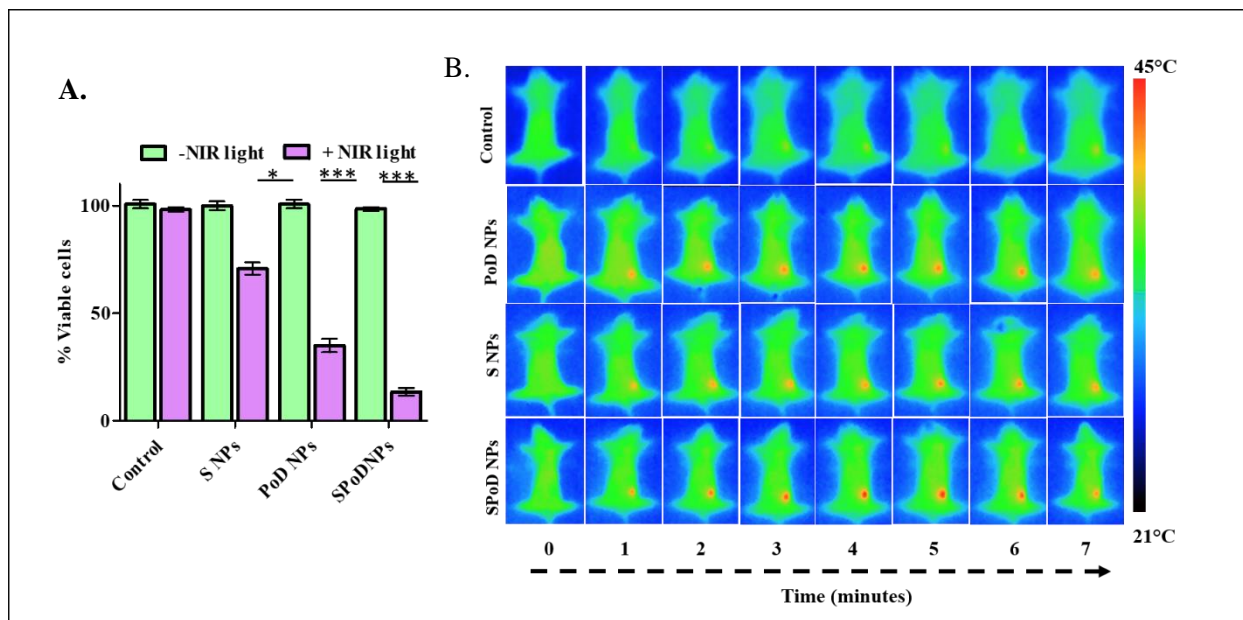 A.
-NIR light + NIR light
* *** ***
% Viable cells
100
50
0
Control S NPs PoD NPs SPoDNPs
B.
45°C
Control
PoD NPs
S NPs
SPoD NPs
21°C
0 1 2 3 4 5 6 7
Time (minutes)